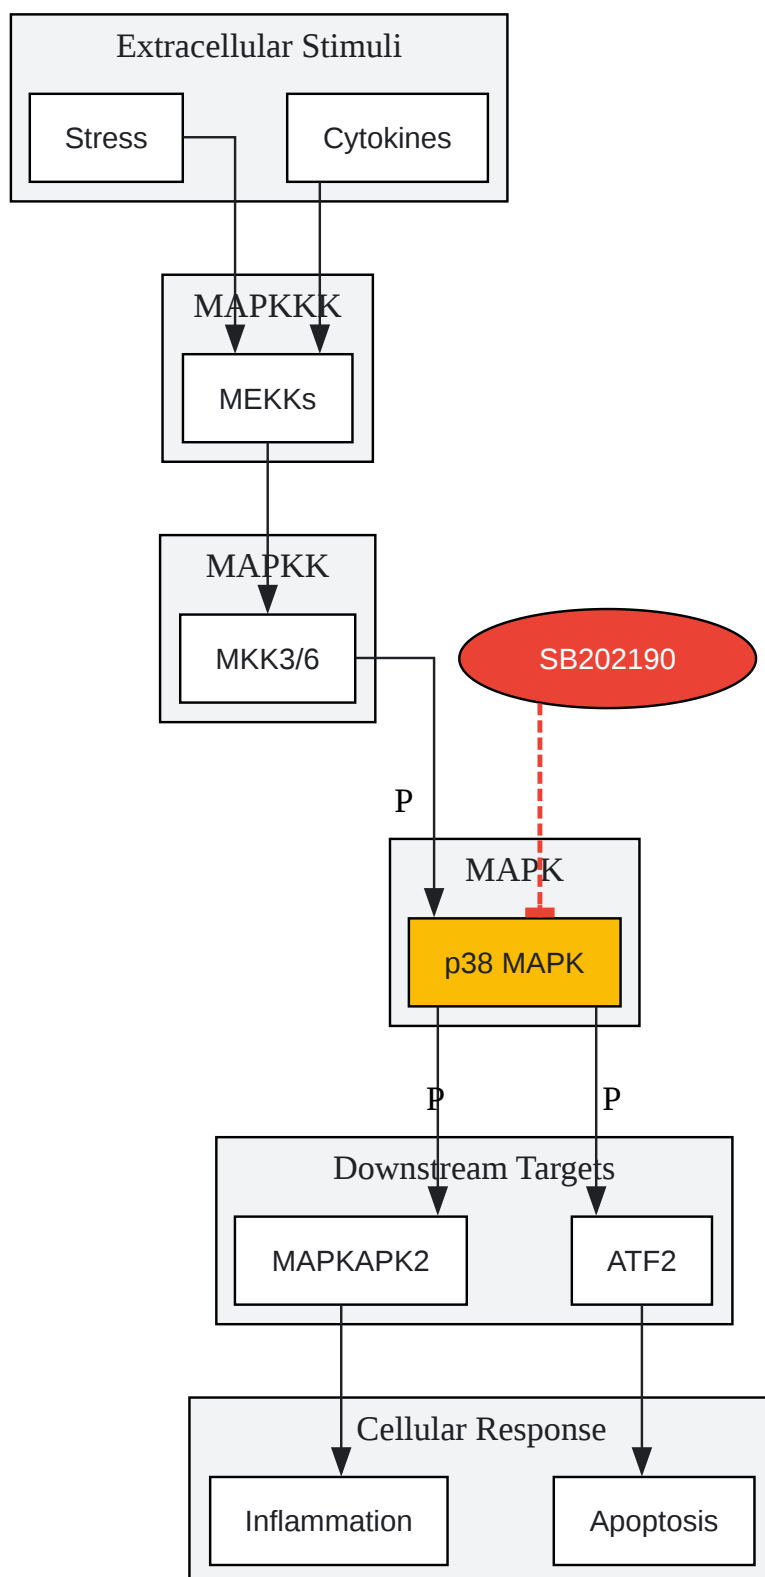 Extracellular Stimuli
Stress
Cytokines
MAPKKK
MEKKs
MAPKK
MKK3/6
SB202190
P
MAPK
p38 MAPK
P
P
Downstream Targets
MAPKAPK2
ATF2
Cellular Response
Inflammation
Apoptosis